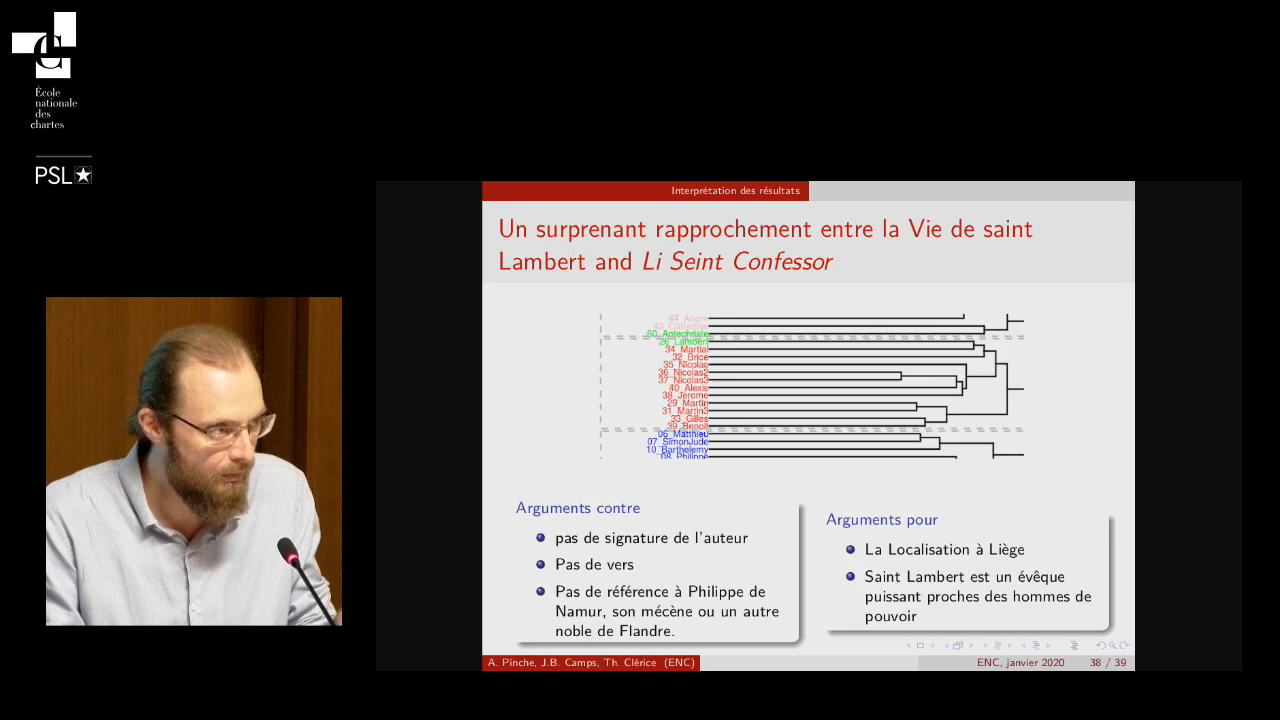 École
nationale
des
chartes
PSL
Interprétation des résultats
Un surprenant rapprochement entre la Vie de saint
Lambert and Li Seint Confessor
44_André
43_Catherine
60_Antechriste
26_Lambert
34_Martial
32_Brice
35_Nicolas
36_Nicolas2
37_Nicolas3
40_Alexis
38_Jerome
29_Martin
31_Martin3
33_Gilles
39_Benoit
06_Matthieu
07_SimonJude
10_Barthelemy
08_Philippe
Arguments contre
pas de signature de l'auteur
Pas de vers
Pas de référence à Philippe de
Namur, son mécène ou un autre
noble de Flandre.
Arguments pour
La Localisation à Liège
Saint Lambert est un évêque
puissant proches des hommes de
pouvoir
A. Pinche, J.B. Camps, Th. Clérice (ENC)
ENC, janvier 2020
38 / 39